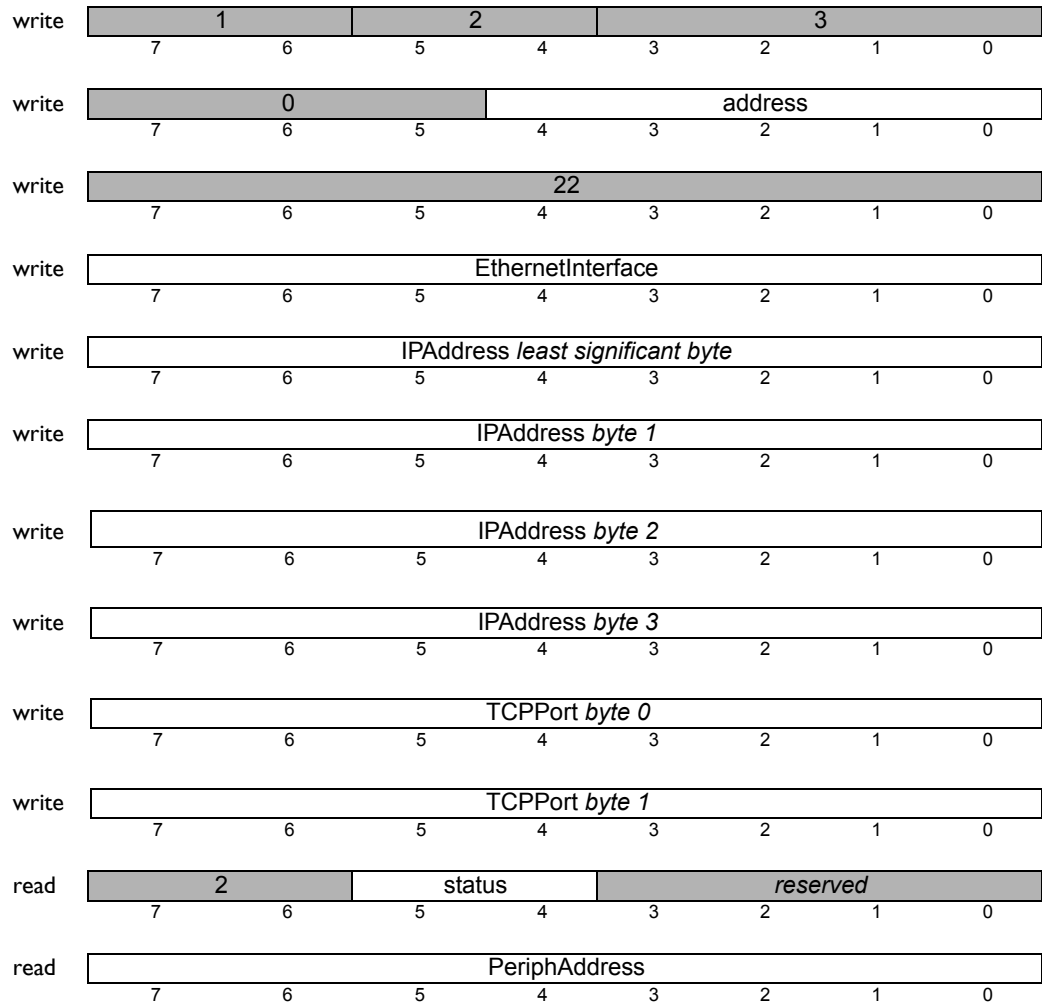 write 1 2 3
7 6 5 4 3 2 1 0
write 0 address
7 6 5 4 3 2 1 0
write 22
7 6 5 4 3 2 1 0
write EthernetInterface
7 6 5 4 3 2 1 0
write IPAddress least significant byte
7 6 5 4 3 2 1 0
write IPAddress byte 1
7 6 5 4 3 2 1 0
write IPAddress byte 2
7 6 5 4 3 2 1 0
write IPAddress byte 3
7 6 5 4 3 2 1 0
write TCPPort byte 0
7 6 5 4 3 2 1 0
write TCPPort byte 1
7 6 5 4 3 2 1 0
read 2 status reserved
7 6 5 4 3 2 1 0
read PeriphAddress
7 6 5 4 3 2 1 0